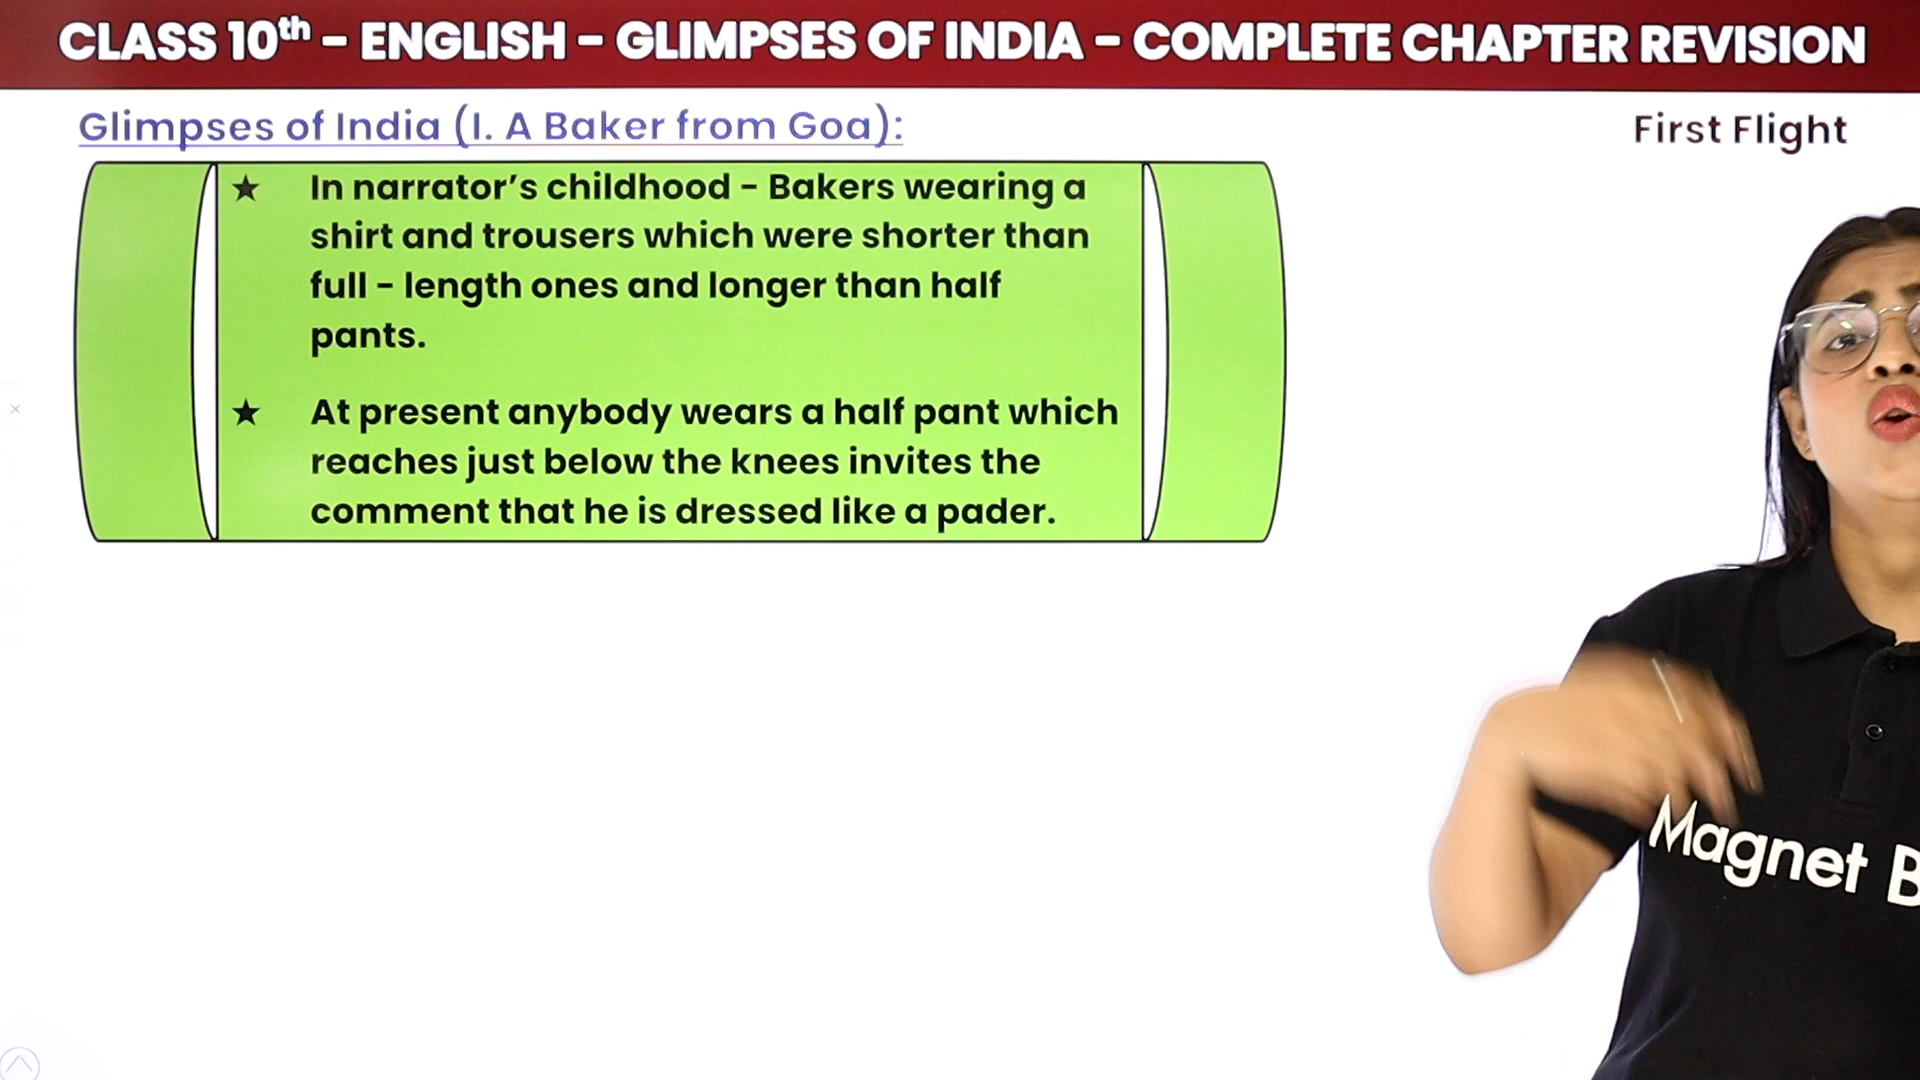 CLASS 10th - ENGLISH - GLIMPSES OF INDIA - COMPLETE CHAPTER REVISION
Glimpses of India (I. A Baker from Goa):
First Flight
★ In narrator’s childhood - Bakers wearing a
shirt and trousers which were shorter than
full - length ones and longer than half
pants.
★ At present anybody wears a half pant which
reaches just below the knees invites the
comment that he is dressed like a pader.
Magnet B